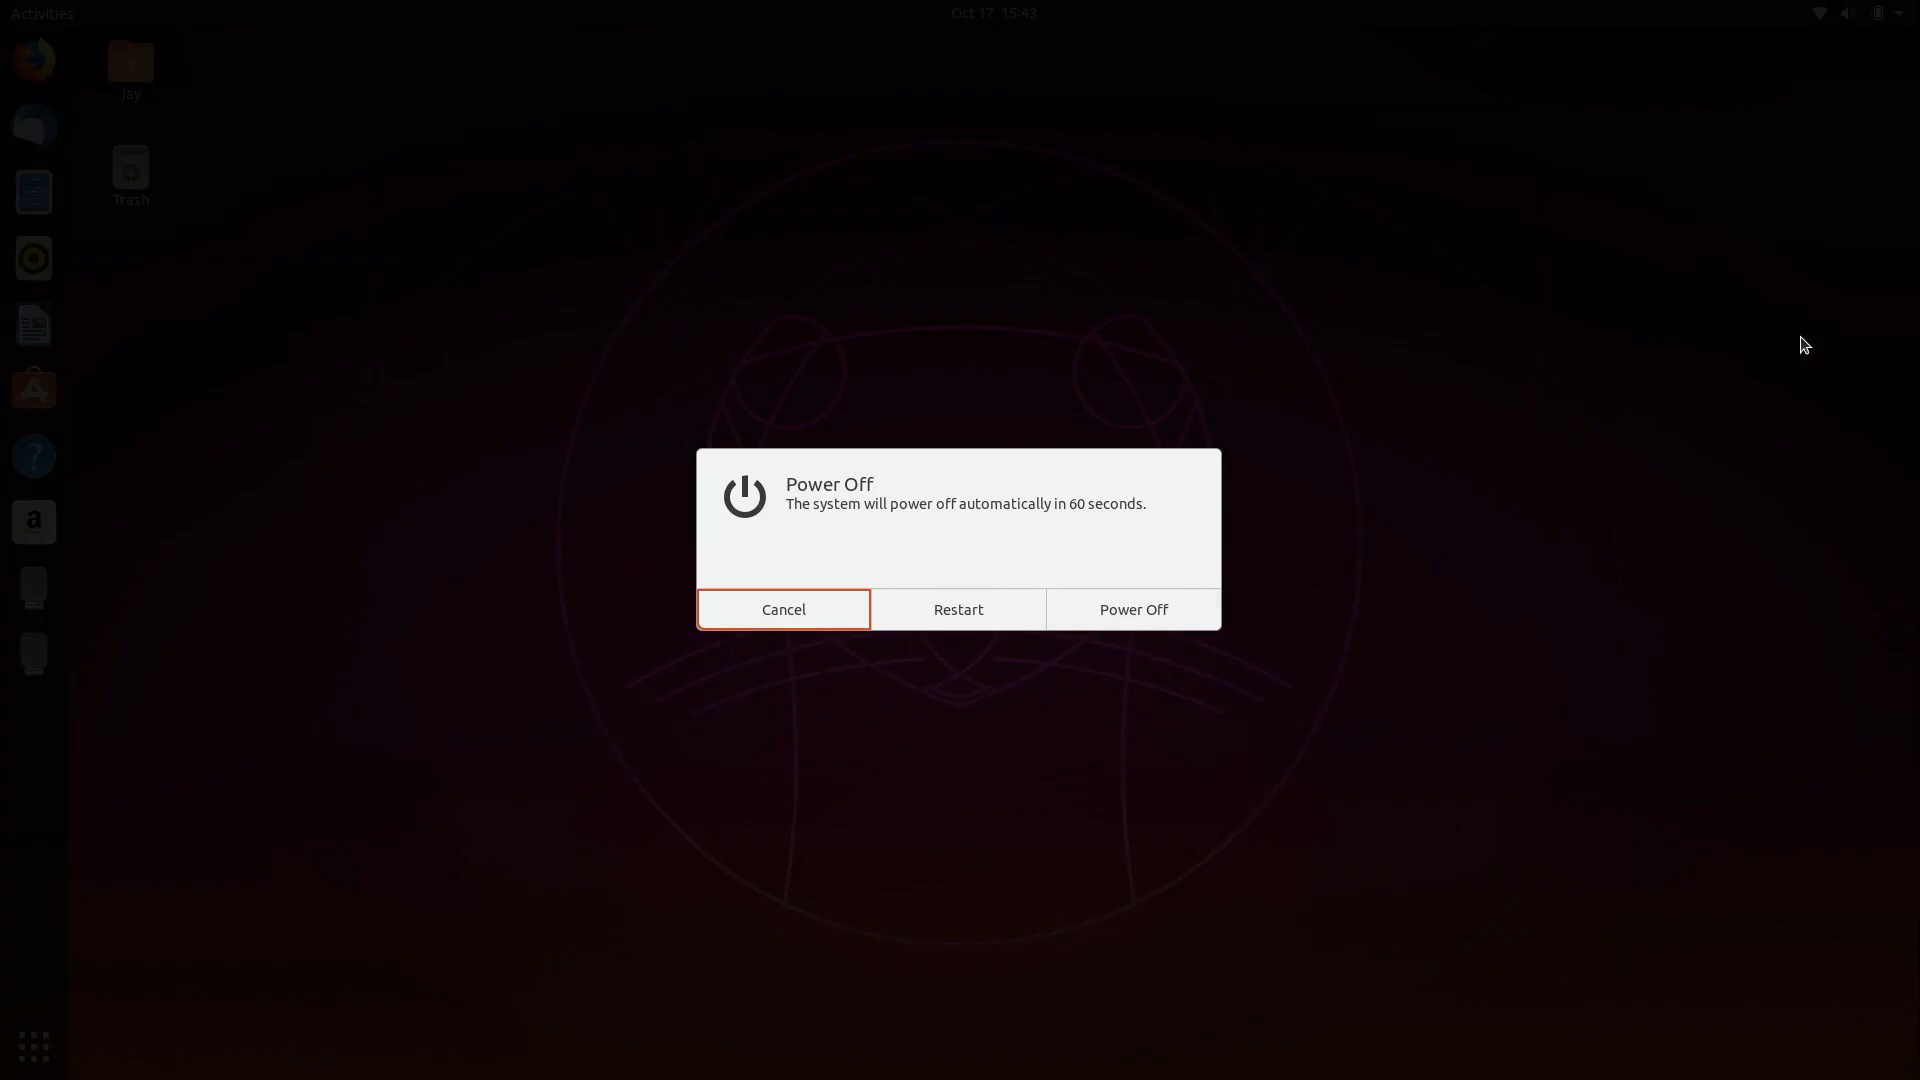 Activities
Oct 17 15:43
jay
Trash
a
Power Off
The system will power off automatically in 60 seconds.
Cancel
Restart
Power Off